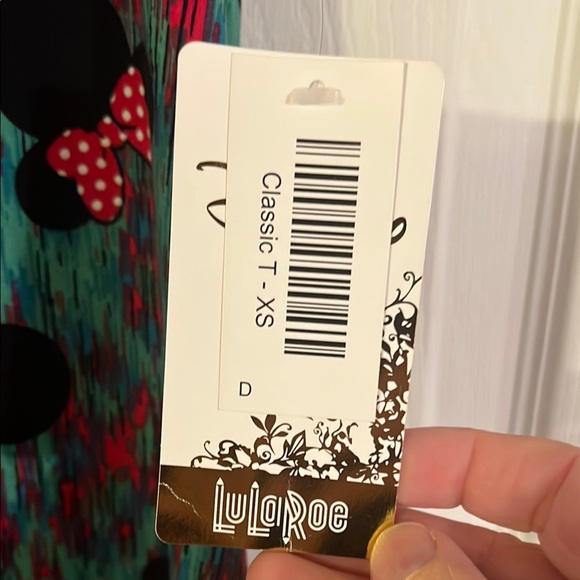 Classic T - XS
D
LuLaRoe